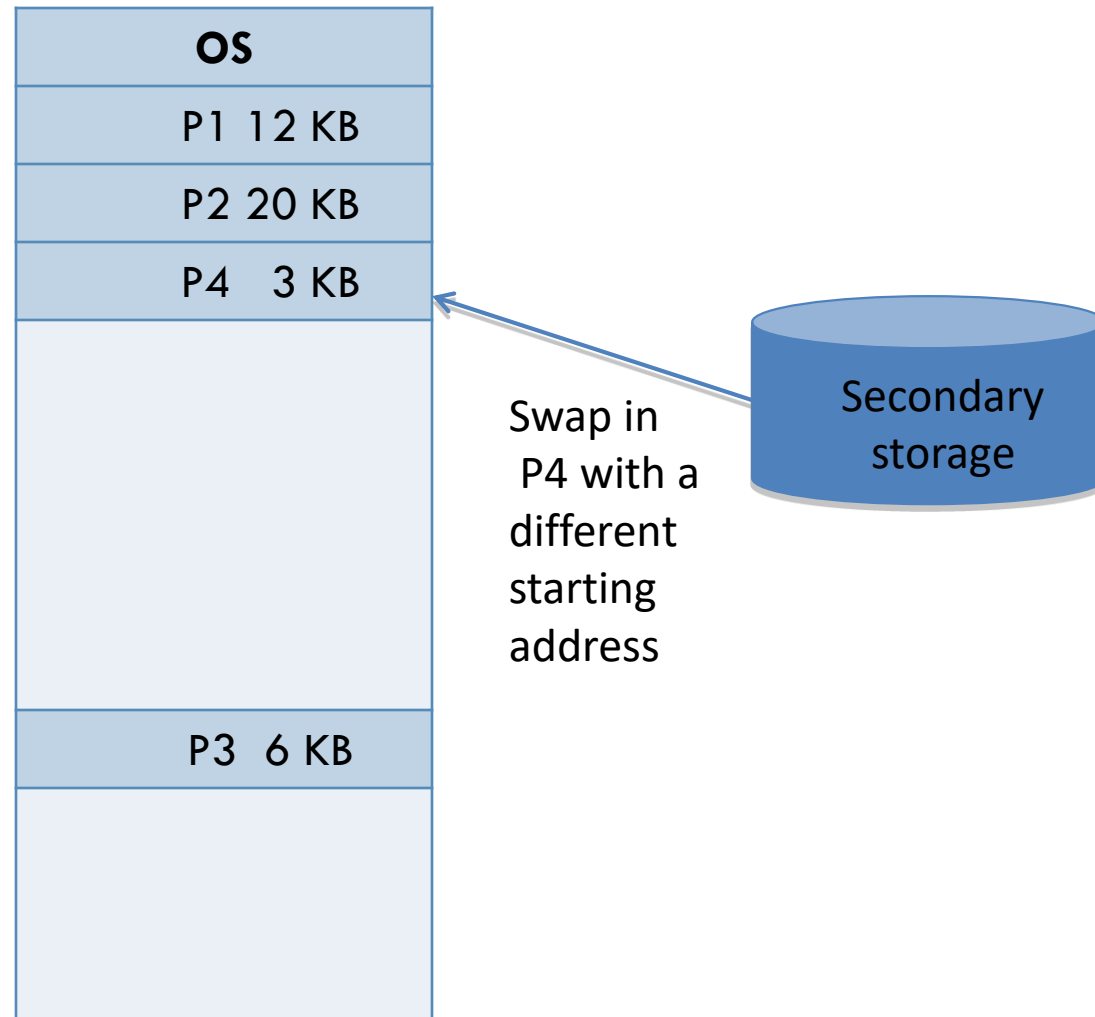 OS
P1 12 KB
P2 20 KB
P4 3 KB
Swap in
P4 with a
different
starting
address
Secondary
storage
P3 6 KB